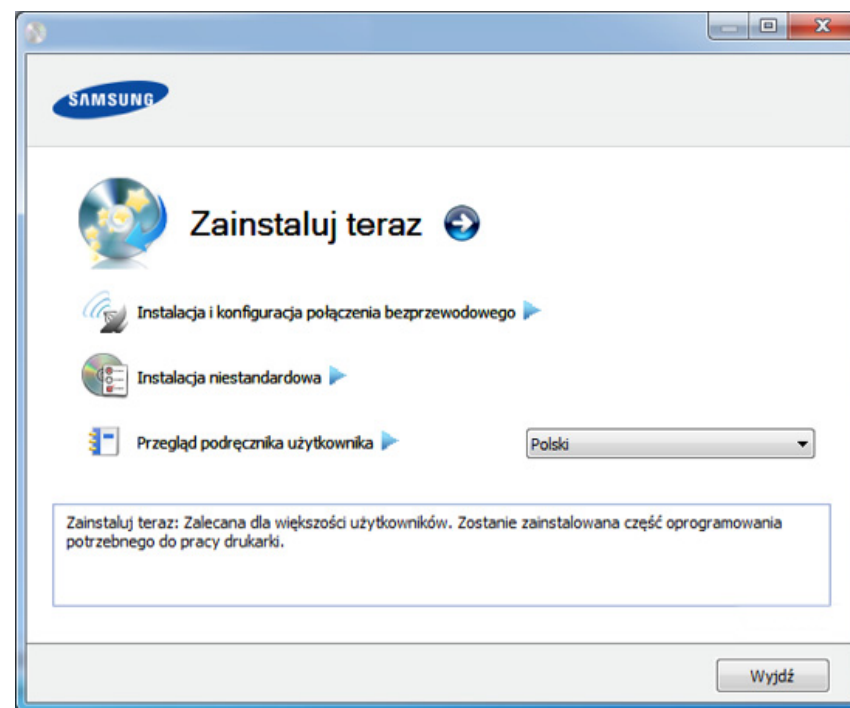 SAMSUNG
Zainstaluj teraz
Instalacja i konfiguracja połączenia bezprzewodowego
Instalacja niestandardowa
Przegląd podręcznika użytkownika
Polski
Zainstaluj teraz: Zalecana dla większości użytkowników. Zostanie zainstalowana część oprogramowania
potrzebnego do pracy drukarki.
Wyjdź